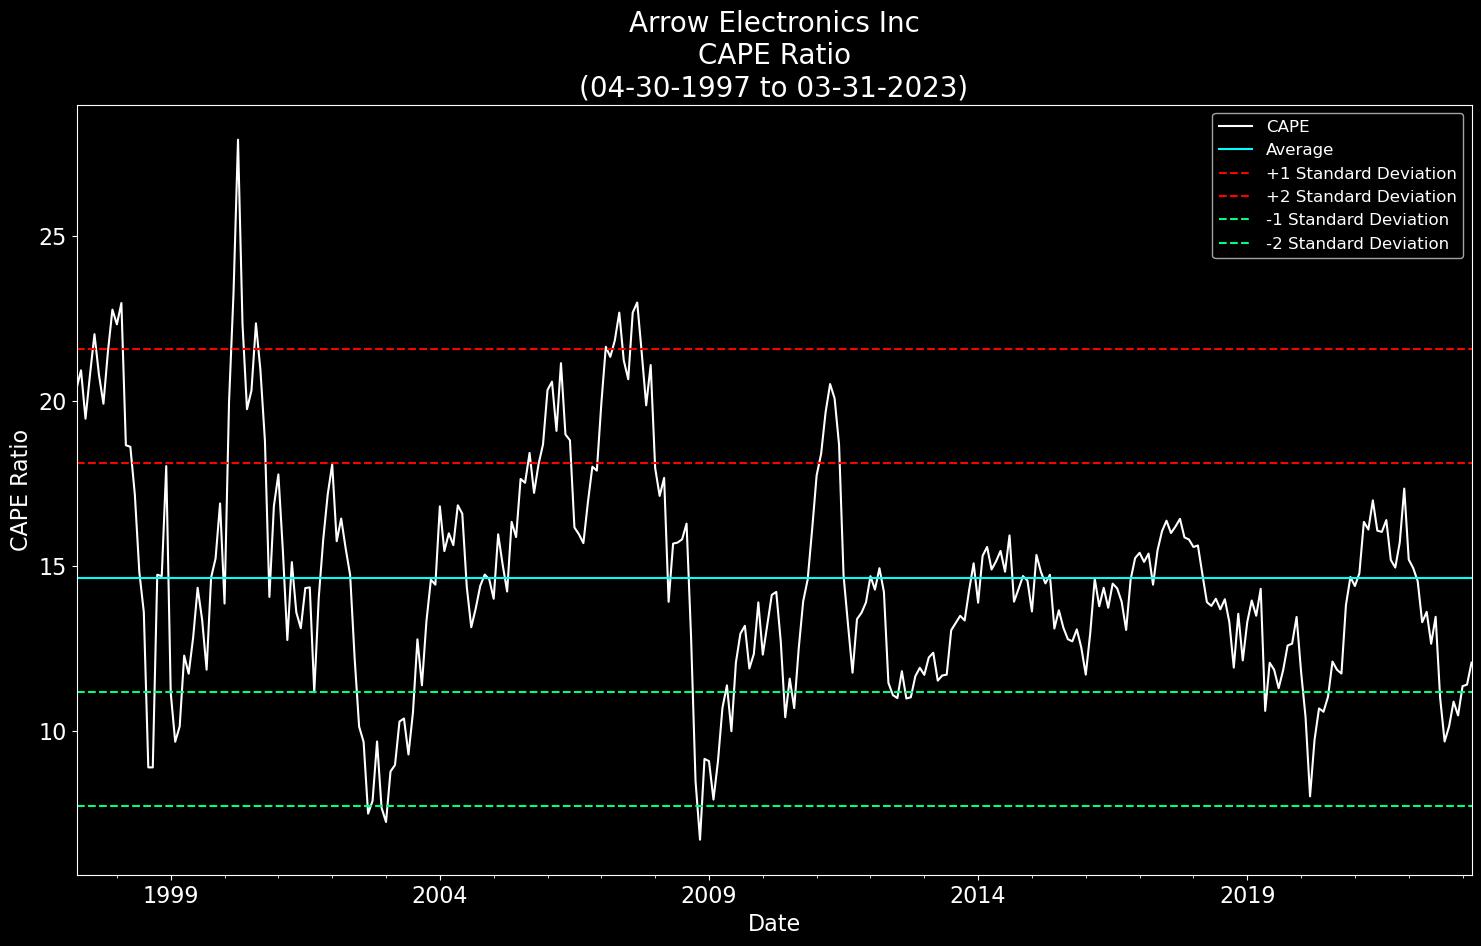 Arrow Electronics Inc
CAPE Ratio
(04-30-1997 to 03-31-2023)
CAPE
Average
+1 Standard Deviation
+2 Standard Deviation
-1 Standard Deviation
-2 Standard Deviation
CAPE Ratio
25
20
15
10
1999
2004
2009
2014
2019
Date